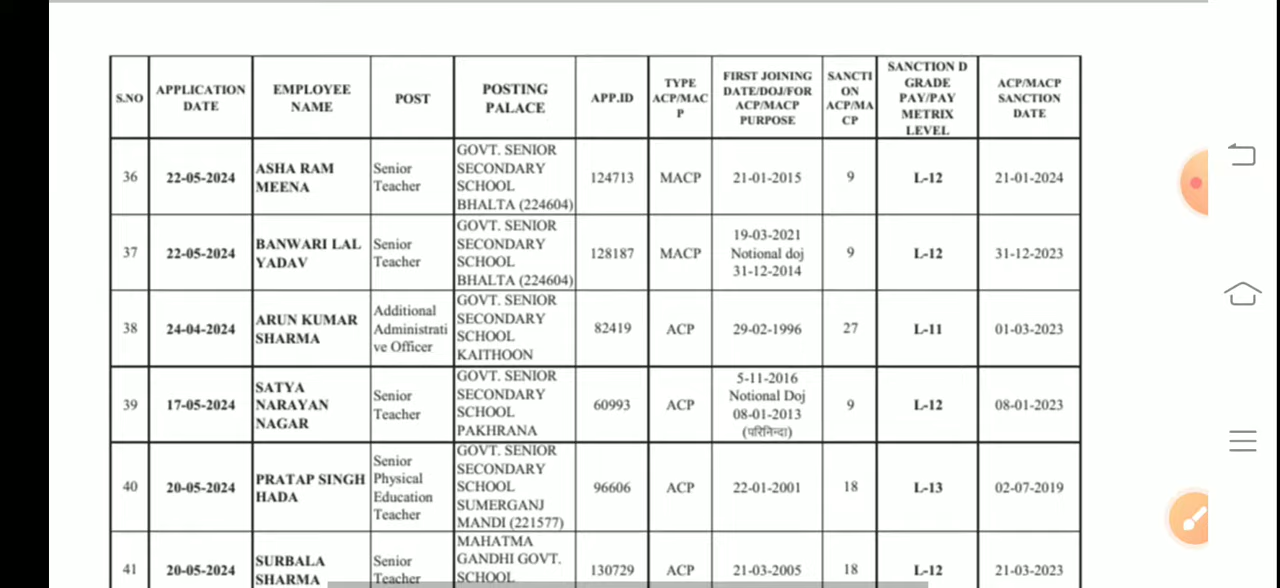 S.NO
APPLICATION
DATE
EMPLOYEE
NAME
POST
POSTING
PALACE
APP.ID
TYPE
ACP/MAC
P
FIRST JOINING
DATE/DOJ/FOR
ACP/MACP
PURPOSE
SANCTI
ON
ACP/MA
CP
SANCTION D
GRADE
PAY/PAY
METRIX
LEVEL
ACP/MACP
SANCTION
DATE
36
22-05-2024
ASHA RAM
MEENA
Senior
Teacher
GOVT. SENIOR
SECONDARY
SCHOOL
BHALTA (224604)
124713
MACP
21-01-2015
9
L-12
21-01-2024
37
22-05-2024
BANWARI LAL
YADAV
Senior
Teacher
GOVT. SENIOR
SECONDARY
SCHOOL
BHALTA (224604)
128187
MACP
19-03-2021
Notional doj
31-12-2014
9
L-12
31-12-2023
38
24-04-2024
ARUN KUMAR
SHARMA
Additional
Administrati
ve Officer
GOVT. SENIOR
SECONDARY
SCHOOL
KAITHOON
82419
ACP
29-02-1996
27
L-11
01-03-2023
39
17-05-2024
SATYA
NARAYAN
NAGAR
Senior
Teacher
GOVT. SENIOR
SECONDARY
SCHOOL
PAKHRANA
60993
ACP
5-11-2016
Notional Doj
08-01-2013
(परिनिन्दा)
9
L-12
08-01-2023
40
20-05-2024
PRATAP SINGH
HADA
Senior
Physical
Education
Teacher
GOVT. SENIOR
SECONDARY
SCHOOL
SUMERGANJ
MANDI (221577)
96606
ACP
22-01-2001
18
L-13
02-07-2019
41
20-05-2024
SURBALA
SHARMA
Senior
Teacher
MAHATMA
GANDHI GOVT.
SCHOOL
130729
ACP
21-03-2005
18
L-12
21-03-2023